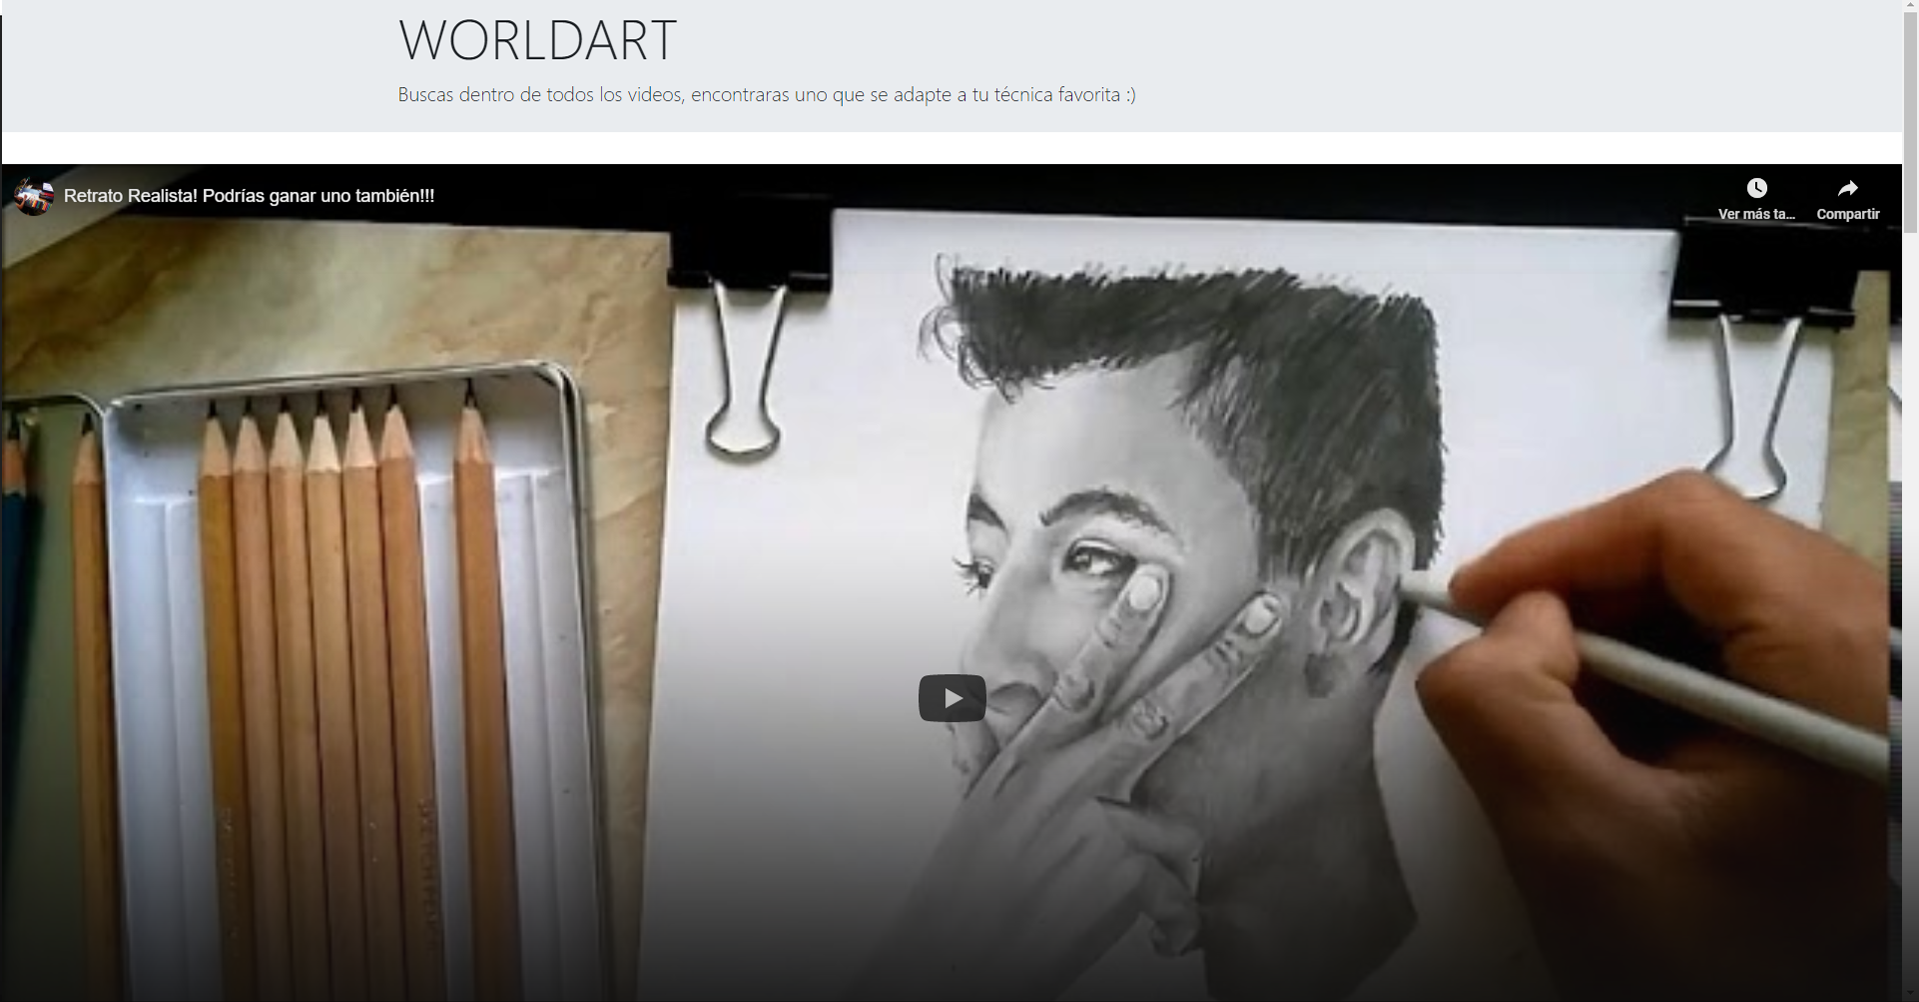 WORLDART
Buscas dentro de todos los videos, encontraras uno que se adapte a tu técnica favorita :)
Retrato Realista! Podrías ganar uno también!!!
Ver más ta...
Compartir